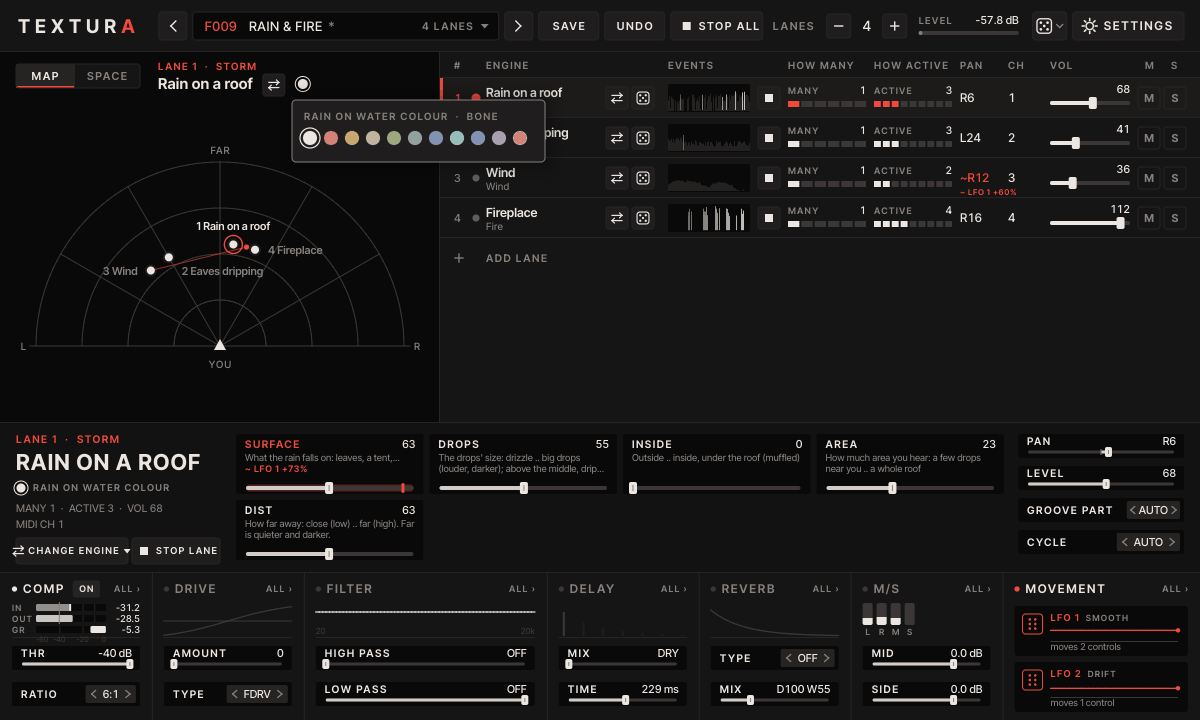 TEXTURA
F009 RAIN & FIRE * 4 LANES
SAVE
UNDO
STOP ALL
LANES
4
LEVEL -57.8 dB
SETTINGS
MAP
SPACE
LANE 1 · STORM
Rain on a roof
RAIN ON WATER COLOUR · BONE
FAR
1 Rain on a roof
4 Fireplace
3 Wind
2 Eaves dripping
L
R
YOU
# ENGINE EVENTS HOW MANY HOW ACTIVE PAN CH VOL M S
1 Rain on a roof MANY 1 ACTIVE 3 R6 1 68 M S
ping MANY 1 ACTIVE 3 L24 2 41 M S
3 Wind MANY 1 ACTIVE 2 ~R12 3 36 M S
Wind ~ LFO 1 +60%
4 Fireplace MANY 1 ACTIVE 4 R16 4 112 M S
Fire
+ ADD LANE
LANE 1 · STORM
RAIN ON A ROOF
RAIN ON WATER COLOUR
MANY 1 · ACTIVE 3 · VOL 68
MIDI CH 1
CHANGE ENGINE
STOP LANE
SURFACE 63
What the rain falls on: leaves, a tent,...
~ LFO 1 +73%
DROPS 55
The drops' size: drizzle .. big drops
(louder, darker); above the middle, drip...
INSIDE 0
Outside .. inside, under the roof (muffled)
AREA 23
How much area you hear: a few drops
near you .. a whole roof
DIST 63
How far away: close (low) .. far (high). Far
is quieter and darker.
PAN R6
LEVEL 68
GROOVE PART < AUTO >
CYCLE < AUTO >
COMP ON ALL ›
IN -31.2
OUT -28.5
GR -5.3
-60 -40 -20 0
THR -40 dB
RATIO < 6:1 >
DRIVE ALL ›
AMOUNT 0
TYPE < FDRV >
FILTER ALL ›
20 20k
HIGH PASS OFF
LOW PASS OFF
DELAY ALL ›
MIX DRY
TIME 229 ms
REVERB ALL ›
TYPE < OFF >
MIX D100 W55
M/S ALL ›
L R M S
MID 0.0 dB
SIDE 0.0 dB
MOVEMENT ALL ›
LFO 1 SMOOTH
moves 2 controls
LFO 2 DRIFT
moves 1 control